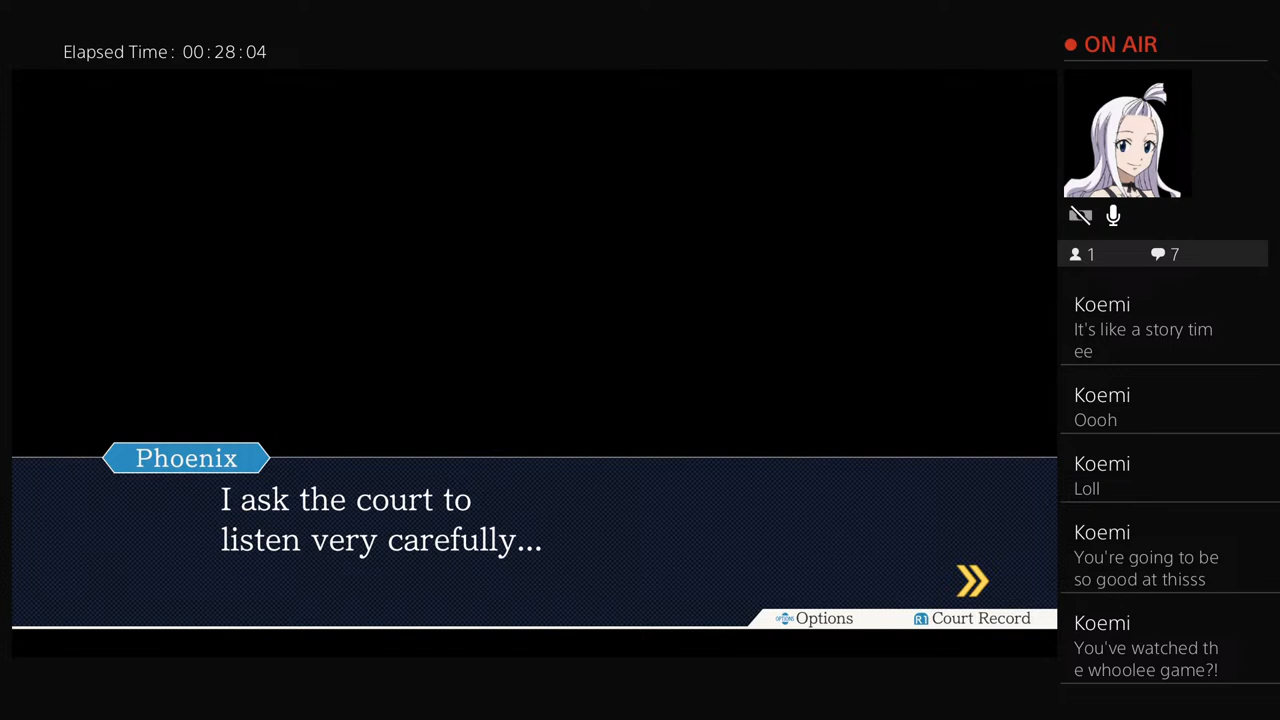 Elapsed Time: 00:28:04
ON AIR
1 7
Koemi
It's like a story tim
ee
Koemi
Oooh
Koemi
Loll
Koemi
You're going to be
so good at thisss
Koemi
You've watched th
e whoolee game?!
Phoenix
I ask the court to
listen very carefully...
OPTIONS Options R1 Court Record